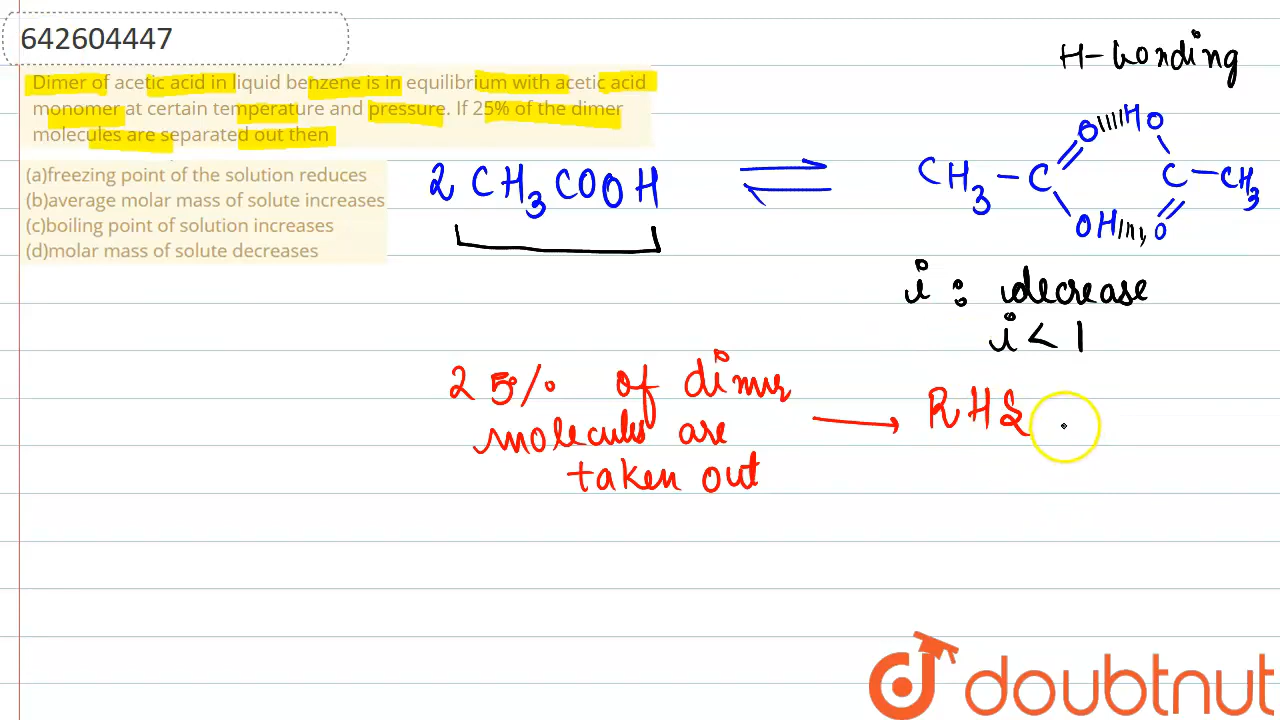 642604447
Dimer of acetic acid in liquid benzene is in equilibrium with acetic acid
monomer at certain temperature and pressure. If 25% of the dimer
molecules are separated out then
(a)freezing point of the solution reduces
(b)average molar mass of solute increases
(c)boiling point of solution increases
(d)molar mass of solute decreases
H-bonding
2 CH3COOH ⇌
O |||| HO
CH3 - C C - CH3
OH |||| O
i : decrease
i < 1
25% of dimer
molecules are
taken out
→ RHS
doubtnut